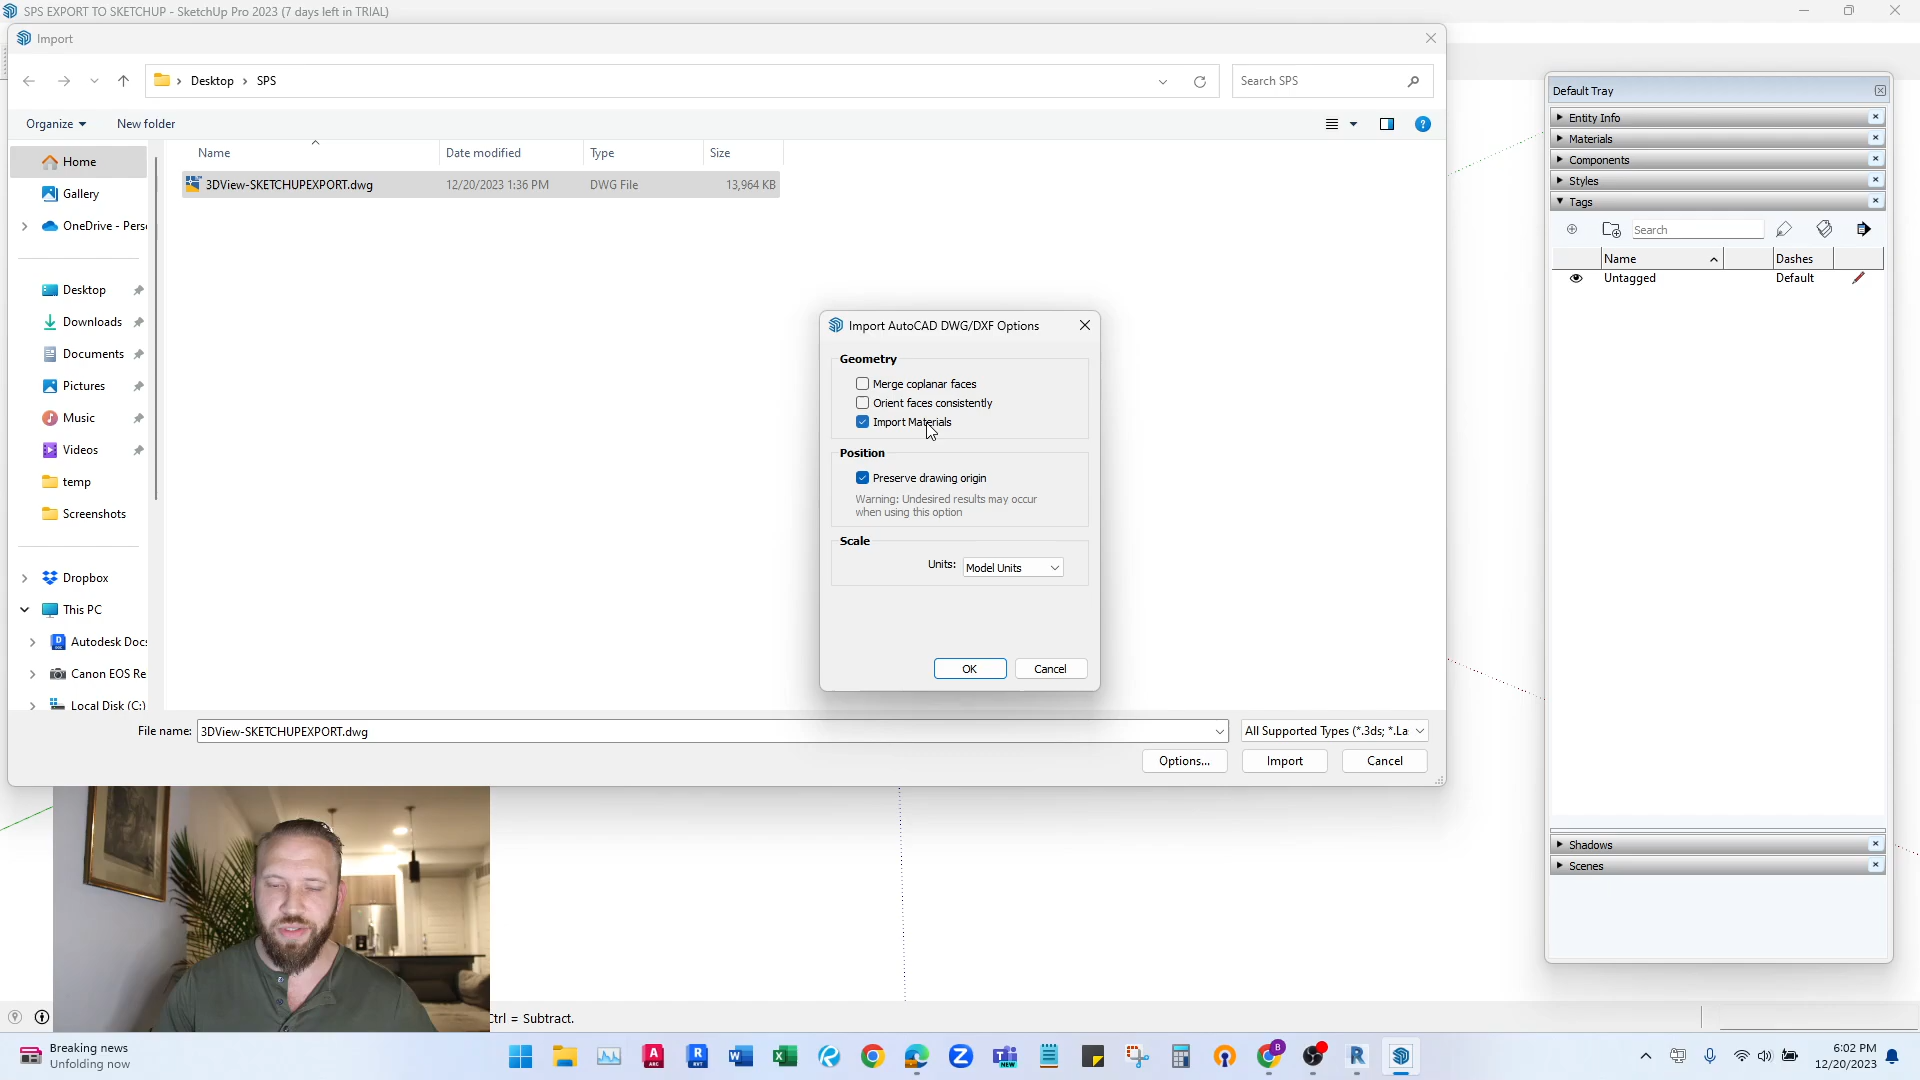 SPS EXPORT TO SKETCHUP - SketchUp Pro 2023 (7 days left in TRIAL)
Import
Desktop
SPS
Search SPS
Organize
New folder
Name
Date modified
Type
Size
3DView-SKETCHUPEXPORT.dwg
12/20/2023 1:36 PM
DWG File
13,964 KB
Home
Gallery
OneDrive - Pers
Desktop
Downloads
Documents
Pictures
Music
Videos
temp
Screenshots
Dropbox
This PC
Autodesk Docs
Canon EOS Re
Local Disk (C:)
Import AutoCAD DWG/DXF Options
Geometry
Merge coplanar faces
Orient faces consistently
Import Materials
Position
Preserve drawing origin
Warning: Undesired results may occur
when using this option
Scale
Units:
Model Units
OK
Cancel
File name:
3DView-SKETCHUPEXPORT.dwg
All Supported Types (*.3ds; *.La
Options...
Import
Cancel
Default Tray
Entity Info
Materials
Components
Styles
Tags
Search
Name
Dashes
Untagged
Default
Shadows
Scenes
Ctrl = Subtract.
Breaking news
Unfolding now
6:02 PM
12/20/2023